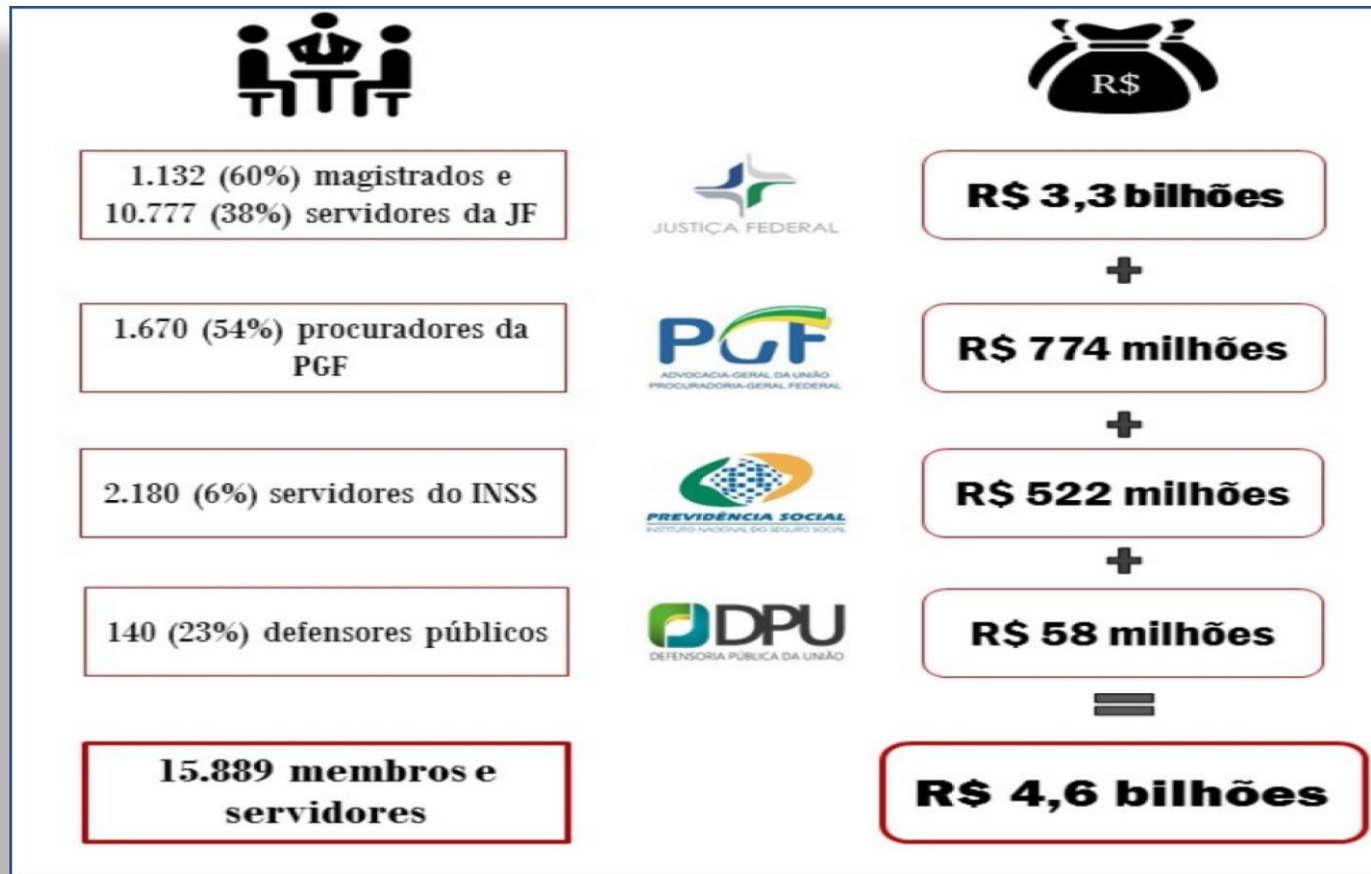 R$
1.132 (60%) magistrados e
10.777 (38%) servidores da JF
JUSTIÇA FEDERAL
R$ 3,3 bilhões
+
1.670 (54%) procuradores da
PGF
PGF
ADVOCACIA-GERAL DA UNIÃO
PROCURADORIA-GERAL FEDERAL
R$ 774 milhões
+
2.180 (6%) servidores do INSS
PREVIDÊNCIA SOCIAL
INSTITUTO NACIONAL DO SEGURO SOCIAL
R$ 522 milhões
+
140 (23%) defensores públicos
DPU
DEFENSORIA PÚBLICA DA UNIÃO
R$ 58 milhões
=
15.889 membros e
servidores
R$ 4,6 bilhões